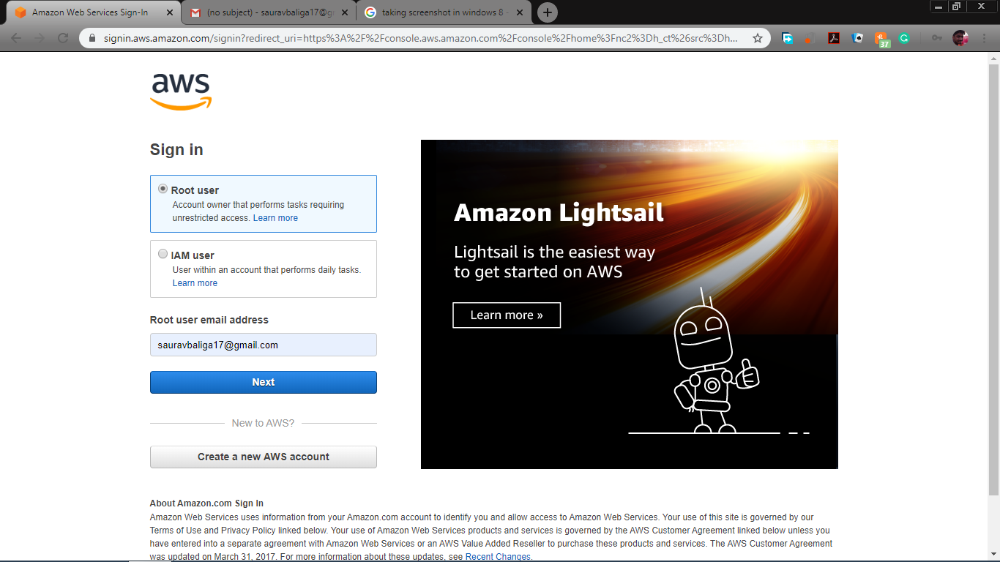 Amazon Web Services Sign-In
(no subject) - sauravbaliga17@g
taking screenshot in windows 8 -
signin.aws.amazon.com/signin?redirect_uri=https%3A%2F%2Fconsole.aws.amazon.com%2Fconsole%2Fhome%3Fnc2%3Dh_ct%26src%3Dh...
37
aws
Sign in
Root user
Account owner that performs tasks requiring
unrestricted access. Learn more
IAM user
User within an account that performs daily tasks.
Learn more
Root user email address
sauravbaliga17@gmail.com
Next
New to AWS?
Create a new AWS account
Amazon Lightsail
Lightsail is the easiest way
to get started on AWS
Learn more »
About Amazon.com Sign In
Amazon Web Services uses information from your Amazon.com account to identify you and allow access to Amazon Web Services. Your use of this site is governed by our
Terms of Use and Privacy Policy linked below. Your use of Amazon Web Services products and services is governed by the AWS Customer Agreement linked below unless you
have entered into a separate agreement with Amazon Web Services or an AWS Value Added Reseller to purchase these products and services. The AWS Customer Agreement
was updated on March 31, 2017. For more information about these updates, see Recent Changes.